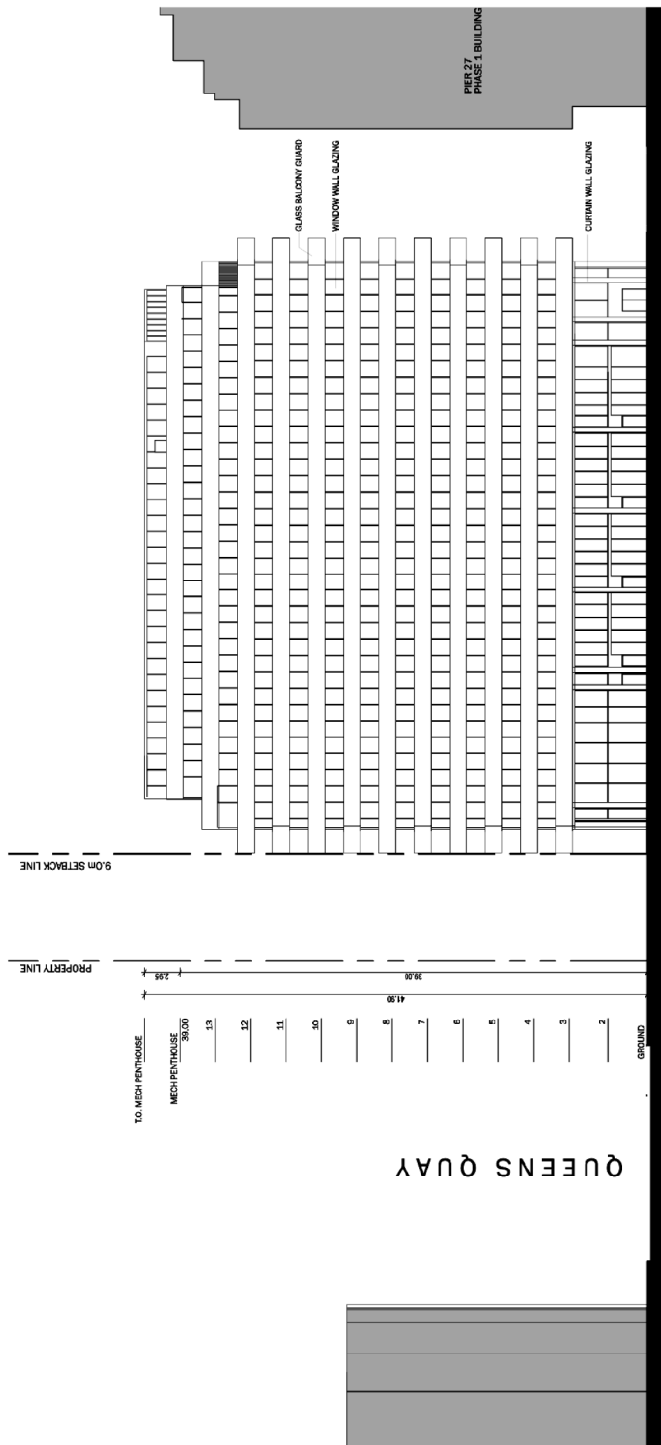 PIER 27
PHASE 1 BUILDING
GLASS BALCONY GUARD
WINDOW WALL GLAZING
CURTAIN WALL GLAZING
9.0m SETBACK LINE
PROPERTY LINE
2.95
39.00
41.90
T.O. MECH PENTHOUSE
MECH PENTHOUSE
39.00
13
12
11
10
9
8
7
6
5
4
3
2
GROUND
QUEENS QUAY